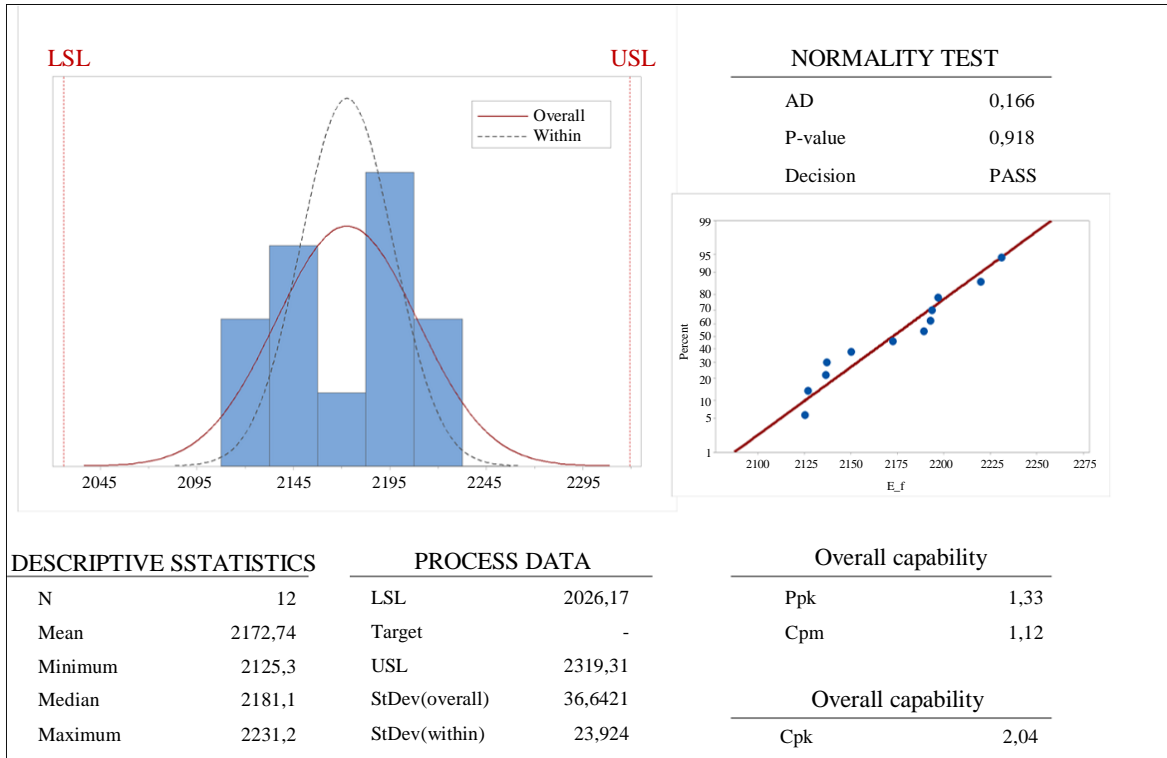 LSL
USL
Overall
Within
2045 2095 2145 2195 2245 2295
NORMALITY TEST
AD 0,166
P-value 0,918
Decision PASS
99
95
90
80
70
60
50
40
30
20
10
5
1
Percent
2100 2125 2150 2175 2200 2225 2250 2275
E_f
DESCRIPTIVE SSTATISTICS
N 12
Mean 2172,74
Minimum 2125,3
Median 2181,1
Maximum 2231,2
PROCESS DATA
LSL 2026,17
Target -
USL 2319,31
StDev(overall) 36,6421
StDev(within) 23,924
Overall capability
Ppk 1,33
Cpm 1,12
Overall capability
Cpk 2,04